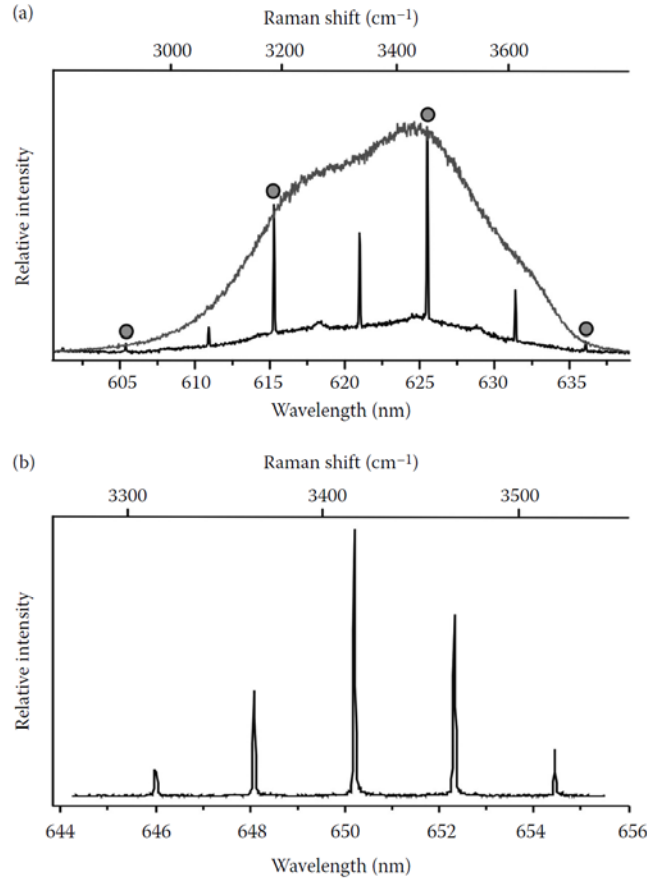 (a)
Raman shift (cm⁻¹)
3000 3200 3400 3600
Relative intensity
605 610 615 620 625 630 635
Wavelength (nm)
(b)
Raman shift (cm⁻¹)
3300 3400 3500
Relative intensity
644 646 648 650 652 654 656
Wavelength (nm)